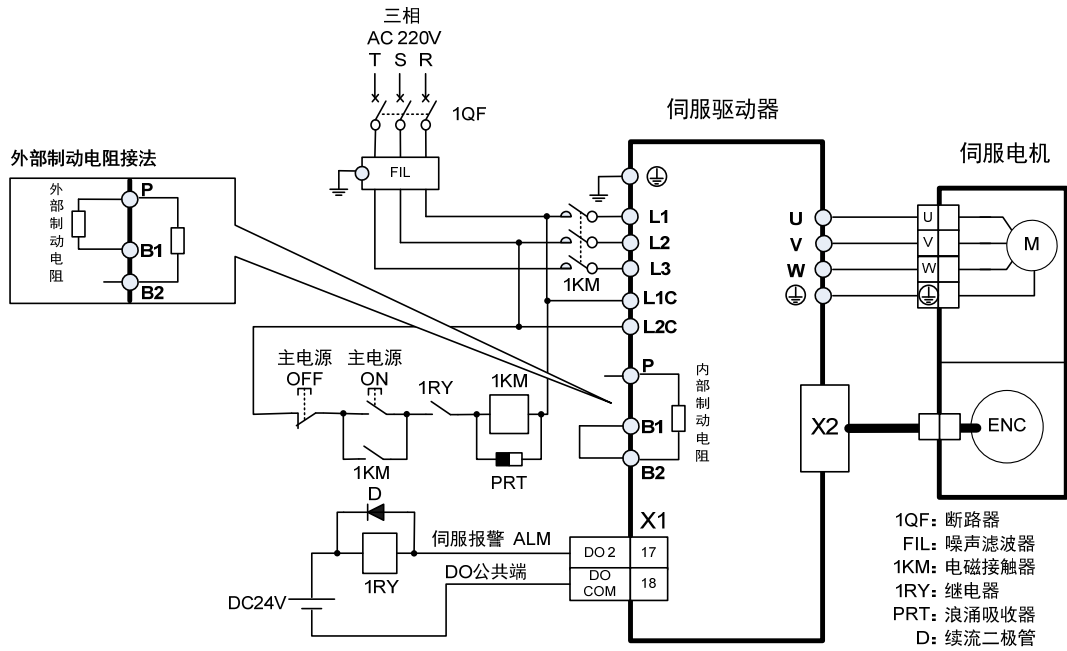 三相
AC 220V
T S R
1QF
伺服驱动器
伺服电机
外部制动电阻接法
FIL
外部制动电阻
P
B1
B2
L1
L2
L3
1KM
L1C
L2C
U
V
W
U
V
W
M
主电源
OFF
主电源
ON
1RY
1KM
1KM
PRT
P
B1
B2
内部制动电阻
X2
ENC
D
1RY
DC24V
伺服报警 ALM
DO公共端
X1
DO 2
17
DO
COM
18
1QF：断路器
FIL：噪声滤波器
1KM：电磁接触器
1RY：继电器
PRT：浪涌吸收器
D：续流二极管